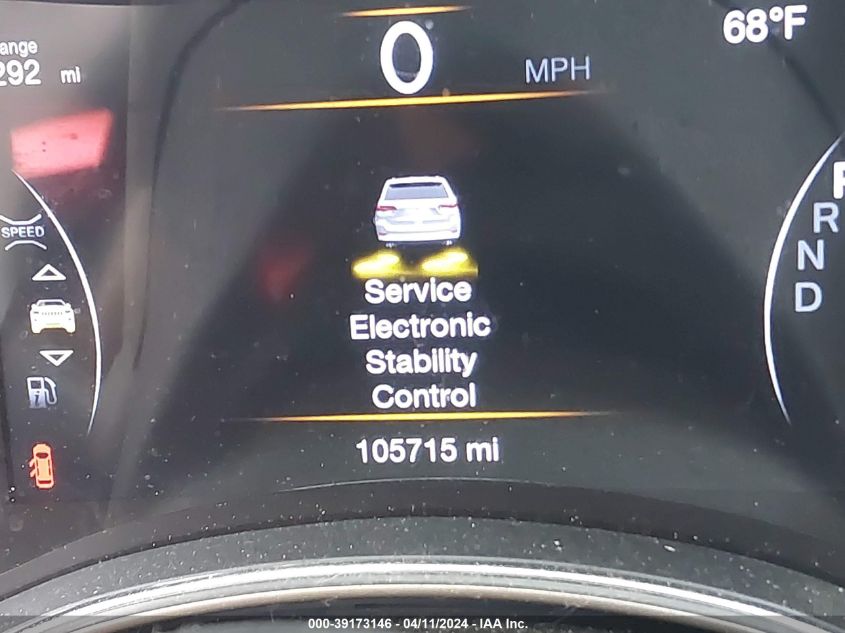 0
MPH
68°F
ange
292 mi
SPEED
Service
Electronic
Stability
Control
105715 mi
R
N
D
000-39173146 - 04/11/2024 - IAA Inc.